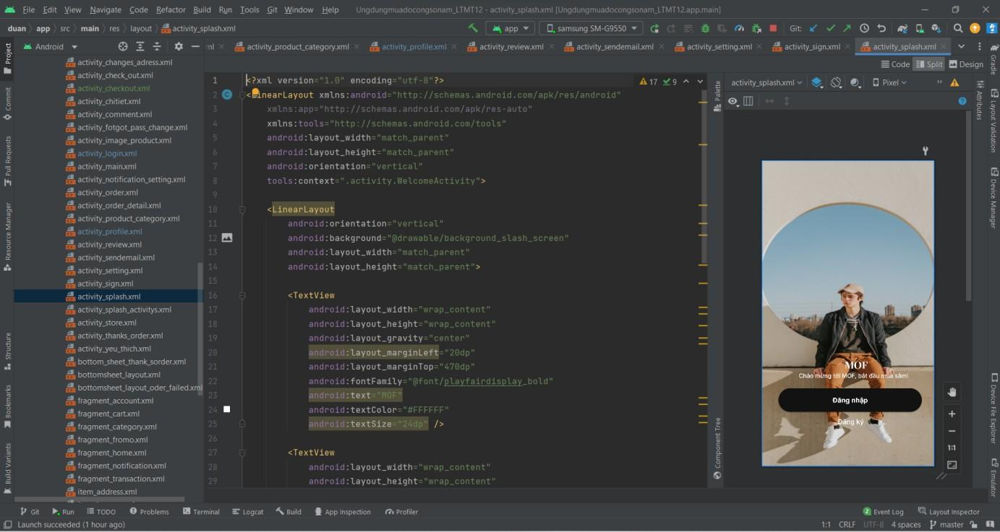 File Edit View Navigate Code Refactor Build Run Tools Git Window Help Ungdungmuadocongsonam_LTMT12 - activity_splash.xml [Ungdungmuadocongsonam_LTMT12.app.main]
duan app src main res layout activity_splash.xml app samsung SM-G9550 Git:
Android ml activity_product_category.xml activity_profile.xml activity_review.xml activity_sendemail.xml activity_setting.xml activity_sign.xml activity_splash.xml
Code Split Design
Project
Commit
Pull Requests
Resource Manager
Structure
Bookmarks
Build Variants
activity_changes_adress.xml
activity_check_out.xml
activity_checkout.xml
activity_chitiet.xml
activity_comment.xml
activity_fotgot_pass_change.xml
activity_image_product.xml
activity_login.xml
activity_main.xml
activity_notification_setting.xml
activity_order.xml
activity_order_detail.xml
activity_product_category.xml
activity_profile.xml
activity_review.xml
activity_sendemail.xml
activity_setting.xml
activity_sign.xml
activity_splash.xml
activity_splash_activitys.xml
activity_store.xml
activity_thanks_order.xml
activity_yeu_thich.xml
bottom_sheet_thank_sorder.xml
bottomsheet_layout.xml
bottomsheet_layout_oder_failed.xml
fragment_account.xml
fragment_cart.xml
fragment_category.xml
fragment_fromo.xml
fragment_home.xml
fragment_notification.xml
fragment_transaction.xml
item_address.xml
1 <?xml version="1.0" encoding="utf-8"?> 17 9
2 <LinearLayout xmlns:android="http://schemas.android.com/apk/res/android"
3 xmlns:app="http://schemas.android.com/apk/res-auto"
4 xmlns:tools="http://schemas.android.com/tools"
5 android:layout_width="match_parent"
6 android:layout_height="match_parent"
7 android:orientation="vertical"
8 tools:context=".activity.WelcomeActivity">
9
10 <LinearLayout
11 android:orientation="vertical"
12 android:background="@drawable/background_slash_screen"
13 android:layout_width="match_parent"
14 android:layout_height="match_parent">
15
16 <TextView
17 android:layout_width="wrap_content"
18 android:layout_height="wrap_content"
19 android:layout_gravity="center"
20 android:layout_marginLeft="20dp"
21 android:layout_marginTop="470dp"
22 android:fontFamily="@font/playfairdisplay_bold"
23 android:text="MOF"
24 android:textColor="#FFFFFF"
25 android:textSize="24dp" />
26
27 <TextView
28 android:layout_width="wrap_content"
29 android:layout_height="wrap_content"
Palette
Component Tree
activity_splash.xml Pixel
MOF
Chào mừng tới MOF, bắt đầu mua sắm!
Đăng nhập
Đăng ký
1:1
Attributes
Gradle
Layout Validation
Device Manager
Device File Explorer
Emulator
Git Run TODO Problems Terminal Logcat Build App Inspection Profiler 2 Event Log Layout Inspector
Launch succeeded (1 hour ago) 1:1 CRLF UTF-8 4 spaces master